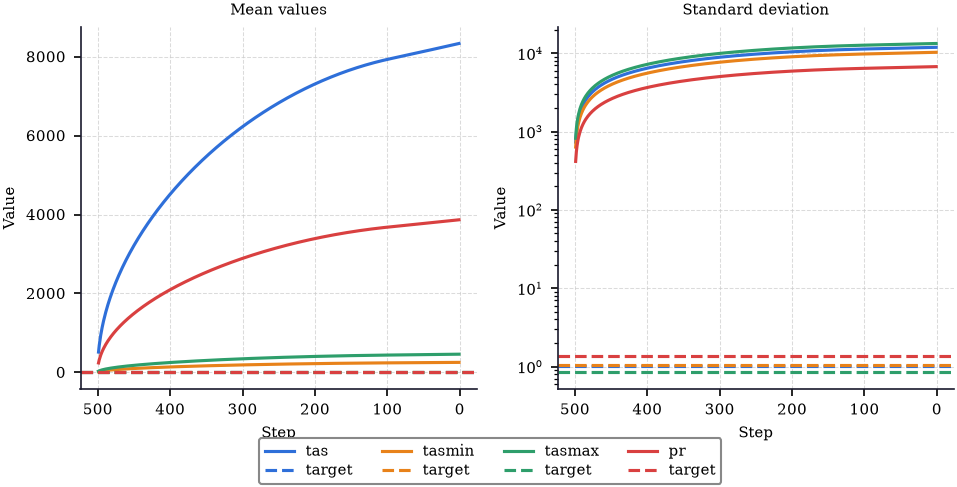 Mean values
Standard deviation
Value
8000
6000
4000
2000
0
500 400 300 200 100 0
Step
Value
10⁴
10³
10²
10¹
10⁰
500 400 300 200 100 0
Step
tas tasmin tasmax pr
target target target target